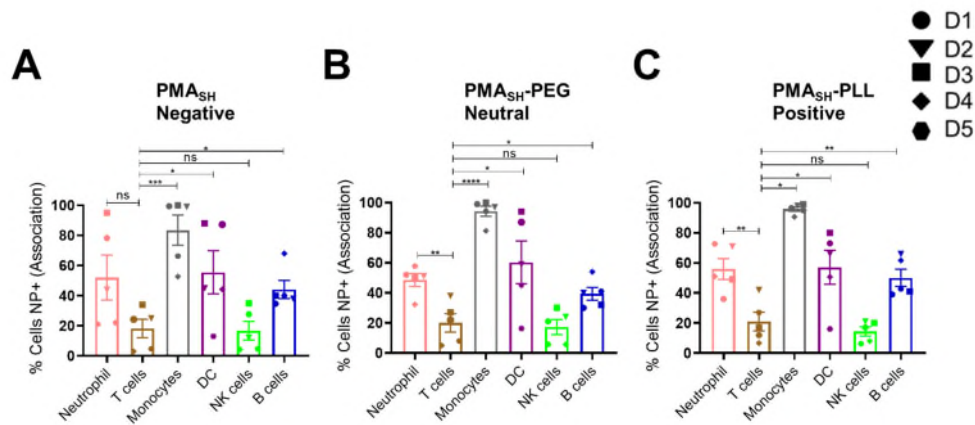 D1
D2
D3
D4
D5
A
PMASH
Negative
*
ns
*
***
ns
% Cells NP+ (Association)
100
80
60
40
20
0
Neutrophil
T cells
Monocytes
DC
NK cells
B cells
B
PMASH-PEG
Neutral
*
ns
*
****
**
% Cells NP+ (Association)
100
80
60
40
20
0
Neutrophil
T cells
Monocytes
DC
NK cells
B cells
C
PMASH-PLL
Positive
**
ns
*
*
**
% Cells NP+ (Association)
100
80
60
40
20
0
Neutrophil
T cells
Monocytes
DC
NK cells
B cells